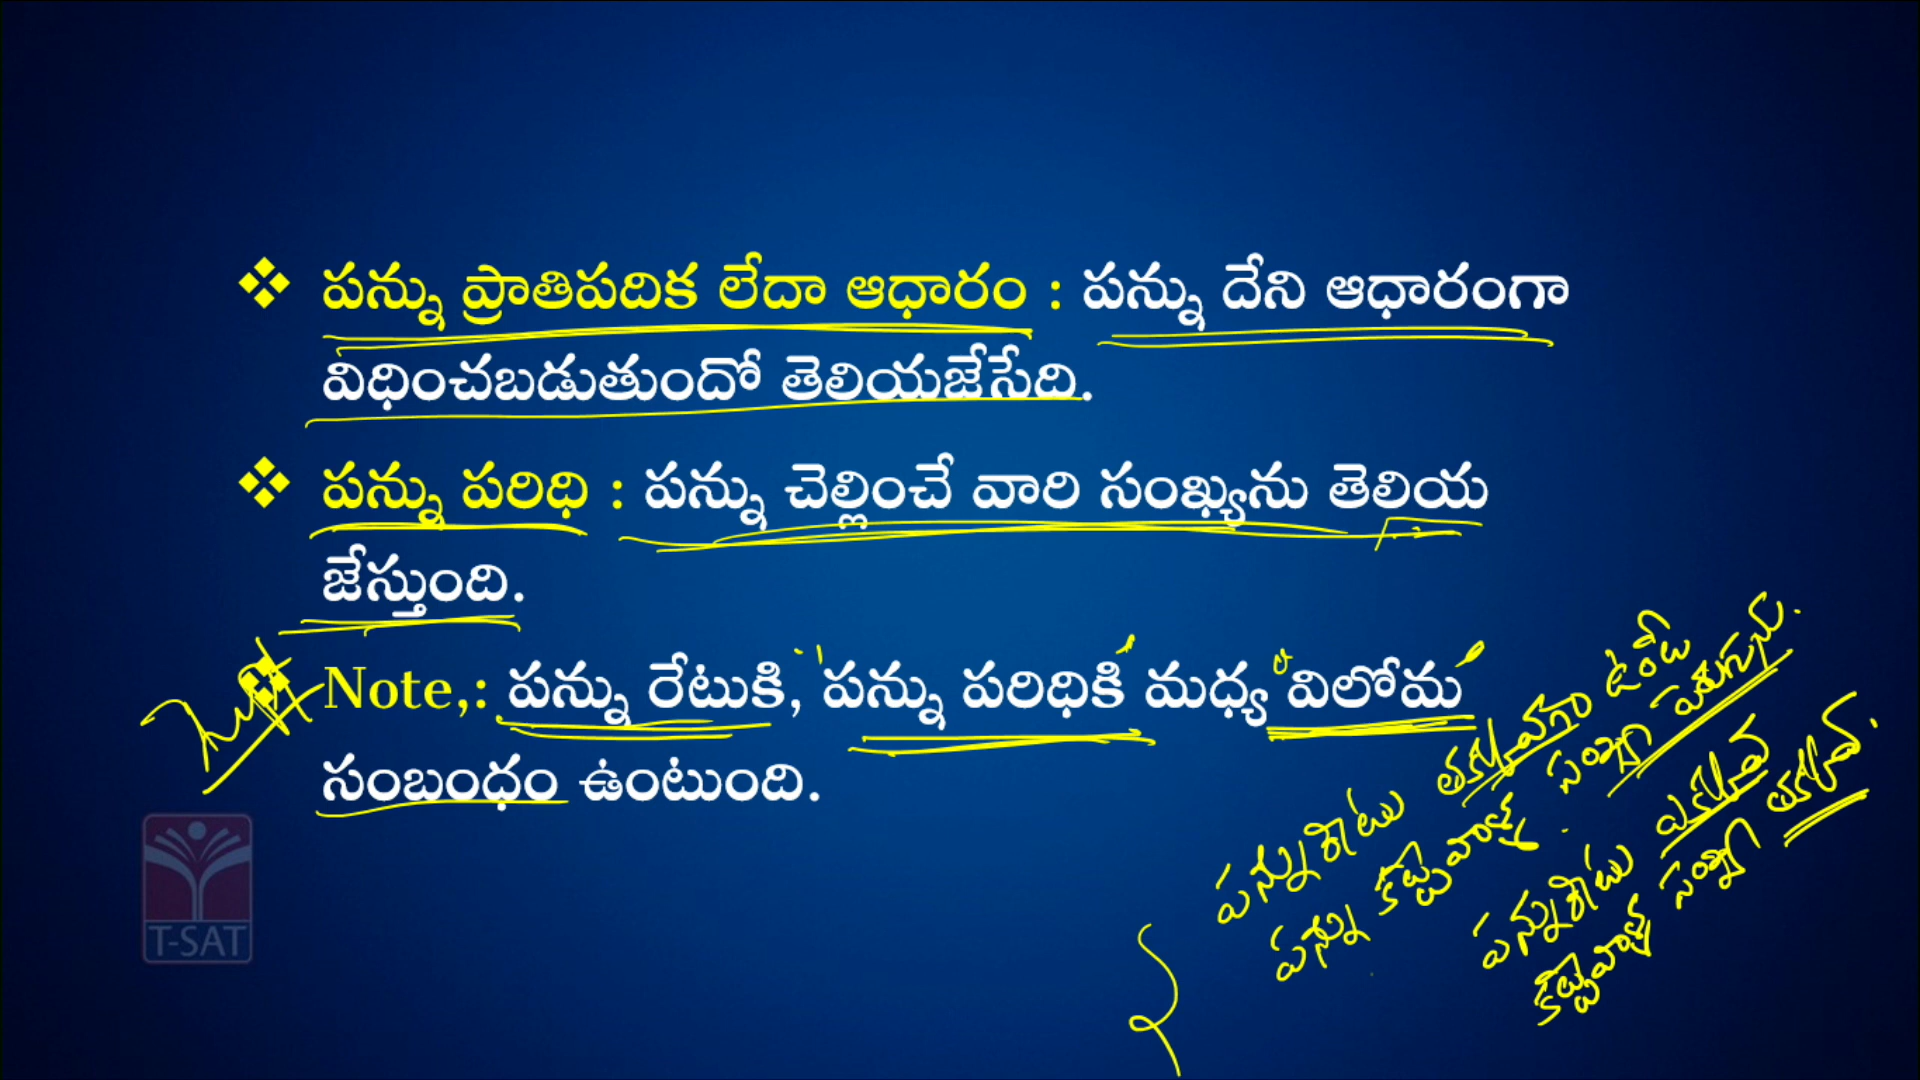 ❖ పన్ను ప్రాతిపదిక లేదా ఆధారం : పన్ను దేని ఆధారంగా
విధించబడుతుందో తెలియజేసేది.
❖ పన్ను పరిధి : పన్ను చెల్లించే వారి సంఖ్యను తెలియ
జేస్తుంది.
❖ Note,: పన్ను రేటుకి, పన్ను పరిధికి మధ్య విలోమ
సంబంధం ఉంటుంది.
పన్నురేటు తక్కువగా ఉంటే
పన్ను కట్టేవాళ్ళ సంఖ్య
పన్నురేటు ఎక్కువ
కట్టేవాళ్ళ సంఖ్య తక్కువ.
T-SAT